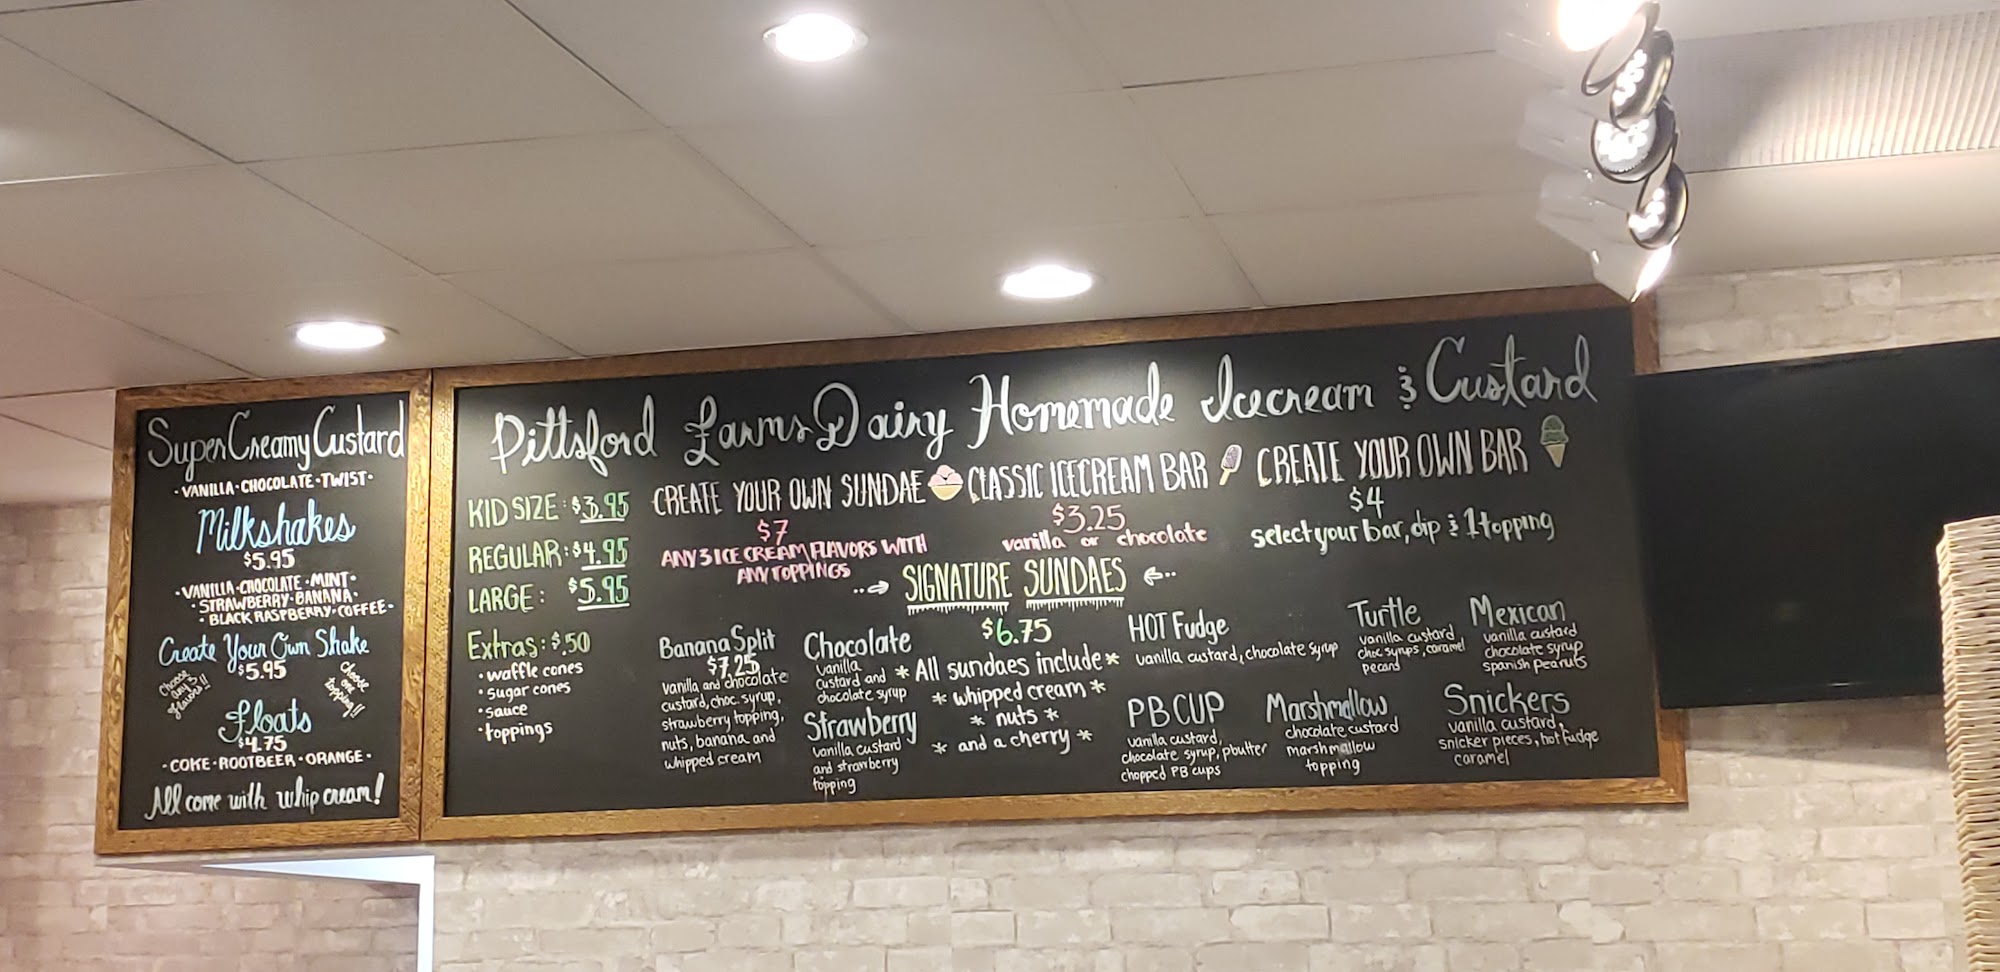 Super Creamy Custard
·VANILLA·CHOCOLATE·TWIST·
Milkshakes
$5.95
·VANILLA·CHOCOLATE·MINT·
·STRAWBERRY·BANANA·
·BLACK RASPBERRY·COFFEE·
Create Your Own Shake
$5.95
Choose
any 3
flavors!!
choose
one
topping!!
Floats
$4.75
·COKE·ROOTBEER·ORANGE·
All come with whip cream!
Pittsford Farms Dairy Homemade Icecream & Custard
KID SIZE: $3.95
REGULAR: $4.95
LARGE: $5.95
Extras: $.50
·waffle cones
·sugar cones
·sauce
·toppings
CREATE YOUR OWN SUNDAE
$7
ANY 3 ICE CREAM FLAVORS WITH
ANY TOPPINGS
CLASSIC ICECREAM BAR
$3.25
vanilla or chocolate
CREATE YOUR OWN BAR
$4
select your bar, dip & 1 topping
SIGNATURE SUNDAES
$6.75
*All sundaes include*
*whipped cream*
*nuts*
*and a cherry*
Banana Split
$7.25
vanilla and chocolate
custard, choc. syrup,
strawberry topping,
nuts, banana and
whipped cream
Chocolate
vanilla
custard and
chocolate syrup
Strawberry
vanilla custard
and strawberry
topping
HOT Fudge
vanilla custard, chocolate syrup
Turtle
vanilla custard
choc syrups, caramel
pecand
Mexican
vanilla custard
chocolate syrup
spanish peanuts
PB CUP
vanilla custard,
chocolate syrup, pbutter
chopped PB cups
Marshmallow
chocolate custard
marshmallow
topping
Snickers
vanilla custard,
snicker pieces, hot fudge
caramel